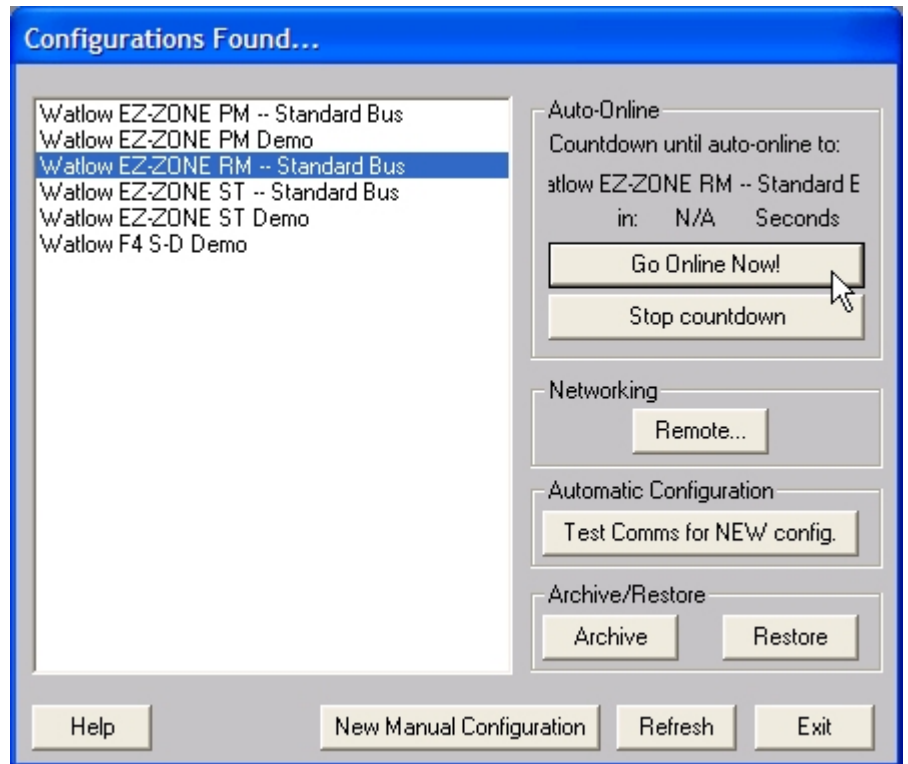 Configurations Found...
Watlow EZ-ZONE PM -- Standard Bus
Watlow EZ-ZONE PM Demo
Watlow EZ-ZONE RM -- Standard Bus
Watlow EZ-ZONE ST -- Standard Bus
Watlow EZ-ZONE ST Demo
Watlow F4 S-D Demo
Auto-Online
Countdown until auto-online to:
atlow EZ-ZONE RM -- Standard B
in: N/A Seconds
Go Online Now!
Stop countdown
Networking
Remote...
Automatic Configuration
Test Comms for NEW config.
Archive/Restore
Archive Restore
Help New Manual Configuration Refresh Exit